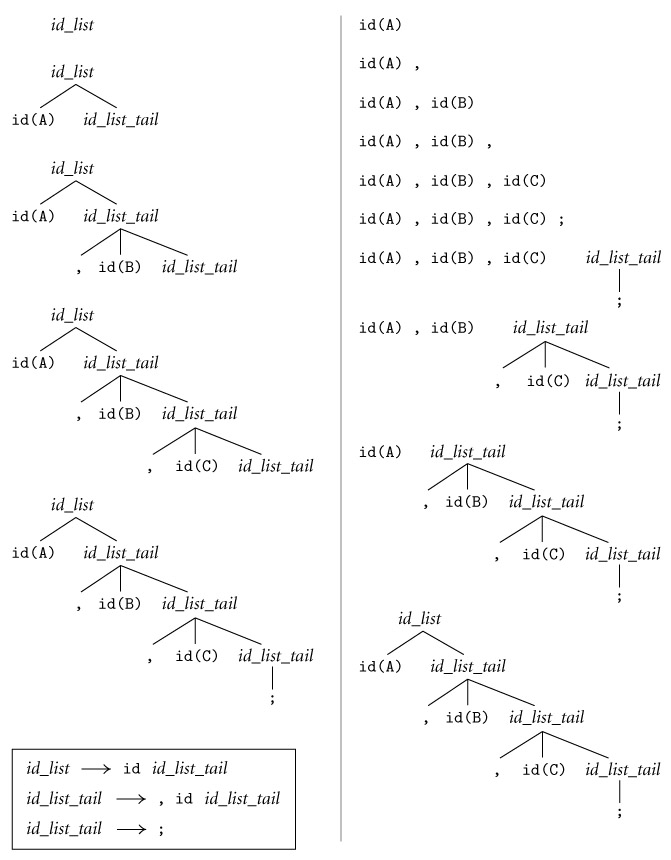 id_list
id_list
id(A) id_list_tail
id_list
id(A) id_list_tail
, id(B) id_list_tail
id_list
id(A) id_list_tail
, id(B) id_list_tail
, id(C) id_list_tail
id_list
id(A) id_list_tail
, id(B) id_list_tail
, id(C) id_list_tail
;
id_list ⟶ id id_list_tail
id_list_tail ⟶ , id id_list_tail
id_list_tail ⟶ ;
id(A)
id(A) ,
id(A) , id(B)
id(A) , id(B) ,
id(A) , id(B) , id(C)
id(A) , id(B) , id(C) ;
id(A) , id(B) , id(C) id_list_tail
;
id(A) , id(B) id_list_tail
, id(C) id_list_tail
;
id(A) id_list_tail
, id(B) id_list_tail
, id(C) id_list_tail
;
id_list
id(A) id_list_tail
, id(B) id_list_tail
, id(C) id_list_tail
;